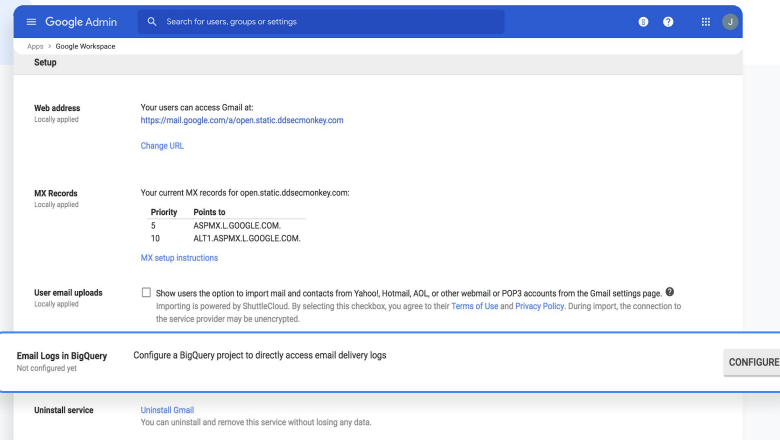 Google Admin
Search for users, groups or settings
?
J
Apps > Google Workspace
Setup
Web address
Locally applied
Your users can access Gmail at:
https://mail.google.com/a/open.static.ddsecmonkey.com
Change URL
MX Records
Locally applied
Your current MX records for open.static.ddsecmonkey.com:
Priority Points to
5 ASPMX.L.GOOGLE.COM.
10 ALT1.ASPMX.L.GOOGLE.COM.
MX setup instructions
User email uploads
Locally applied
Show users the option to import mail and contacts from Yahoo!, Hotmail, AOL, or other webmail or POP3 accounts from the Gmail settings page. ?
Importing is powered by ShuttleCloud. By selecting this checkbox, you agree to their Terms of Use and Privacy Policy. During import, the connection to
the service provider may be unencrypted.
Email Logs in BigQuery
Not configured yet
Configure a BigQuery project to directly access email delivery logs
CONFIGURE
Uninstall service
Uninstall Gmail
You can uninstall and remove this service without losing any data.